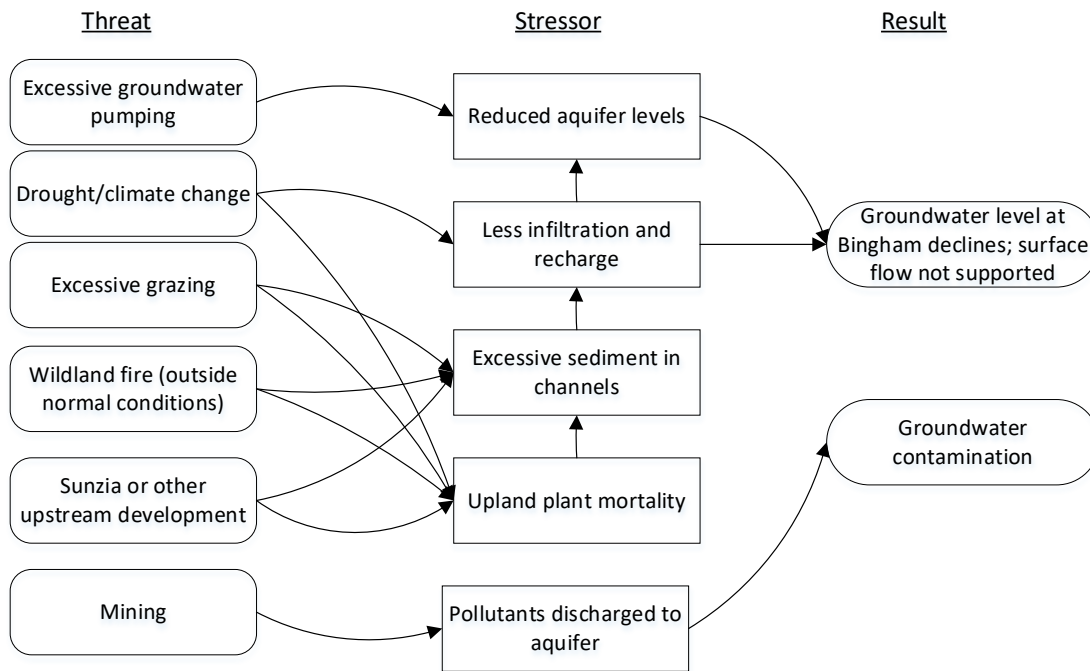 Threat
Stressor
Result
Excessive groundwater
pumping
Reduced aquifer levels
Drought/climate change
Less infiltration and
recharge
Groundwater level at
Bingham declines; surface
flow not supported
Excessive grazing
Excessive sediment in
channels
Wildland fire (outside
normal conditions)
Groundwater
contamination
Sunzia or other
upstream development
Upland plant mortality
Mining
Pollutants discharged to
aquifer